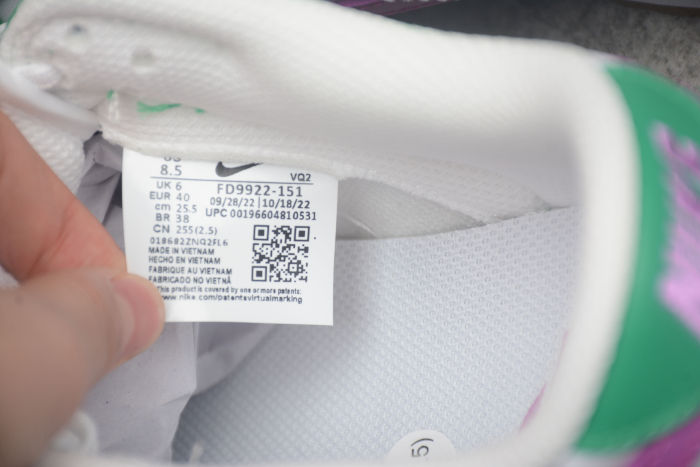 8.5
VQ2
UK 6
FD9922-151
EUR 40
09/28/22 10/18/22
cm 25.5
UPC 00196604810531
BR 38
CN 255(2.5)
018682ZNQ2FL6
MADE IN VIETNAM
HECHO EN VIETNAM
FABRIQUE AU VIETNAM
FABRICADO NO VIETNÃ
This product is covered by one or more patents:
www.nike.com/patentsvirtualmarking
5)